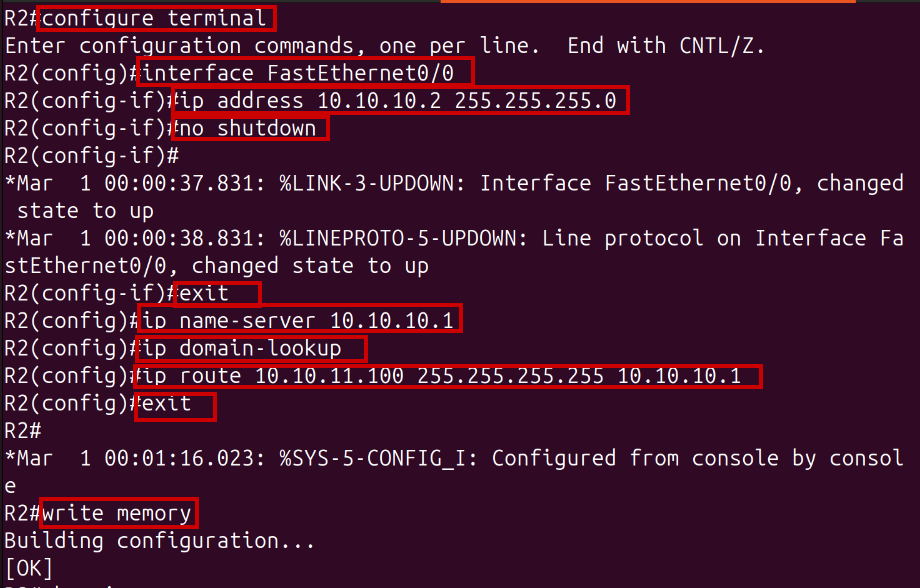 R2#configure terminal
Enter configuration commands, one per line.  End with CNTL/Z.
R2(config)#interface FastEthernet0/0
R2(config-if)#ip address 10.10.10.2 255.255.255.0
R2(config-if)#no shutdown
R2(config-if)#
*Mar  1 00:00:37.831: %LINK-3-UPDOWN: Interface FastEthernet0/0, changed
 state to up
*Mar  1 00:00:38.831: %LINEPROTO-5-UPDOWN: Line protocol on Interface Fa
stEthernet0/0, changed state to up
R2(config-if)#exit
R2(config)#ip name-server 10.10.10.1
R2(config)#ip domain-lookup
R2(config)#ip route 10.10.11.100 255.255.255.255 10.10.10.1
R2(config)#exit
R2#
*Mar  1 00:01:16.023: %SYS-5-CONFIG_I: Configured from console by consol
e
R2#write memory
Building configuration...
[OK]